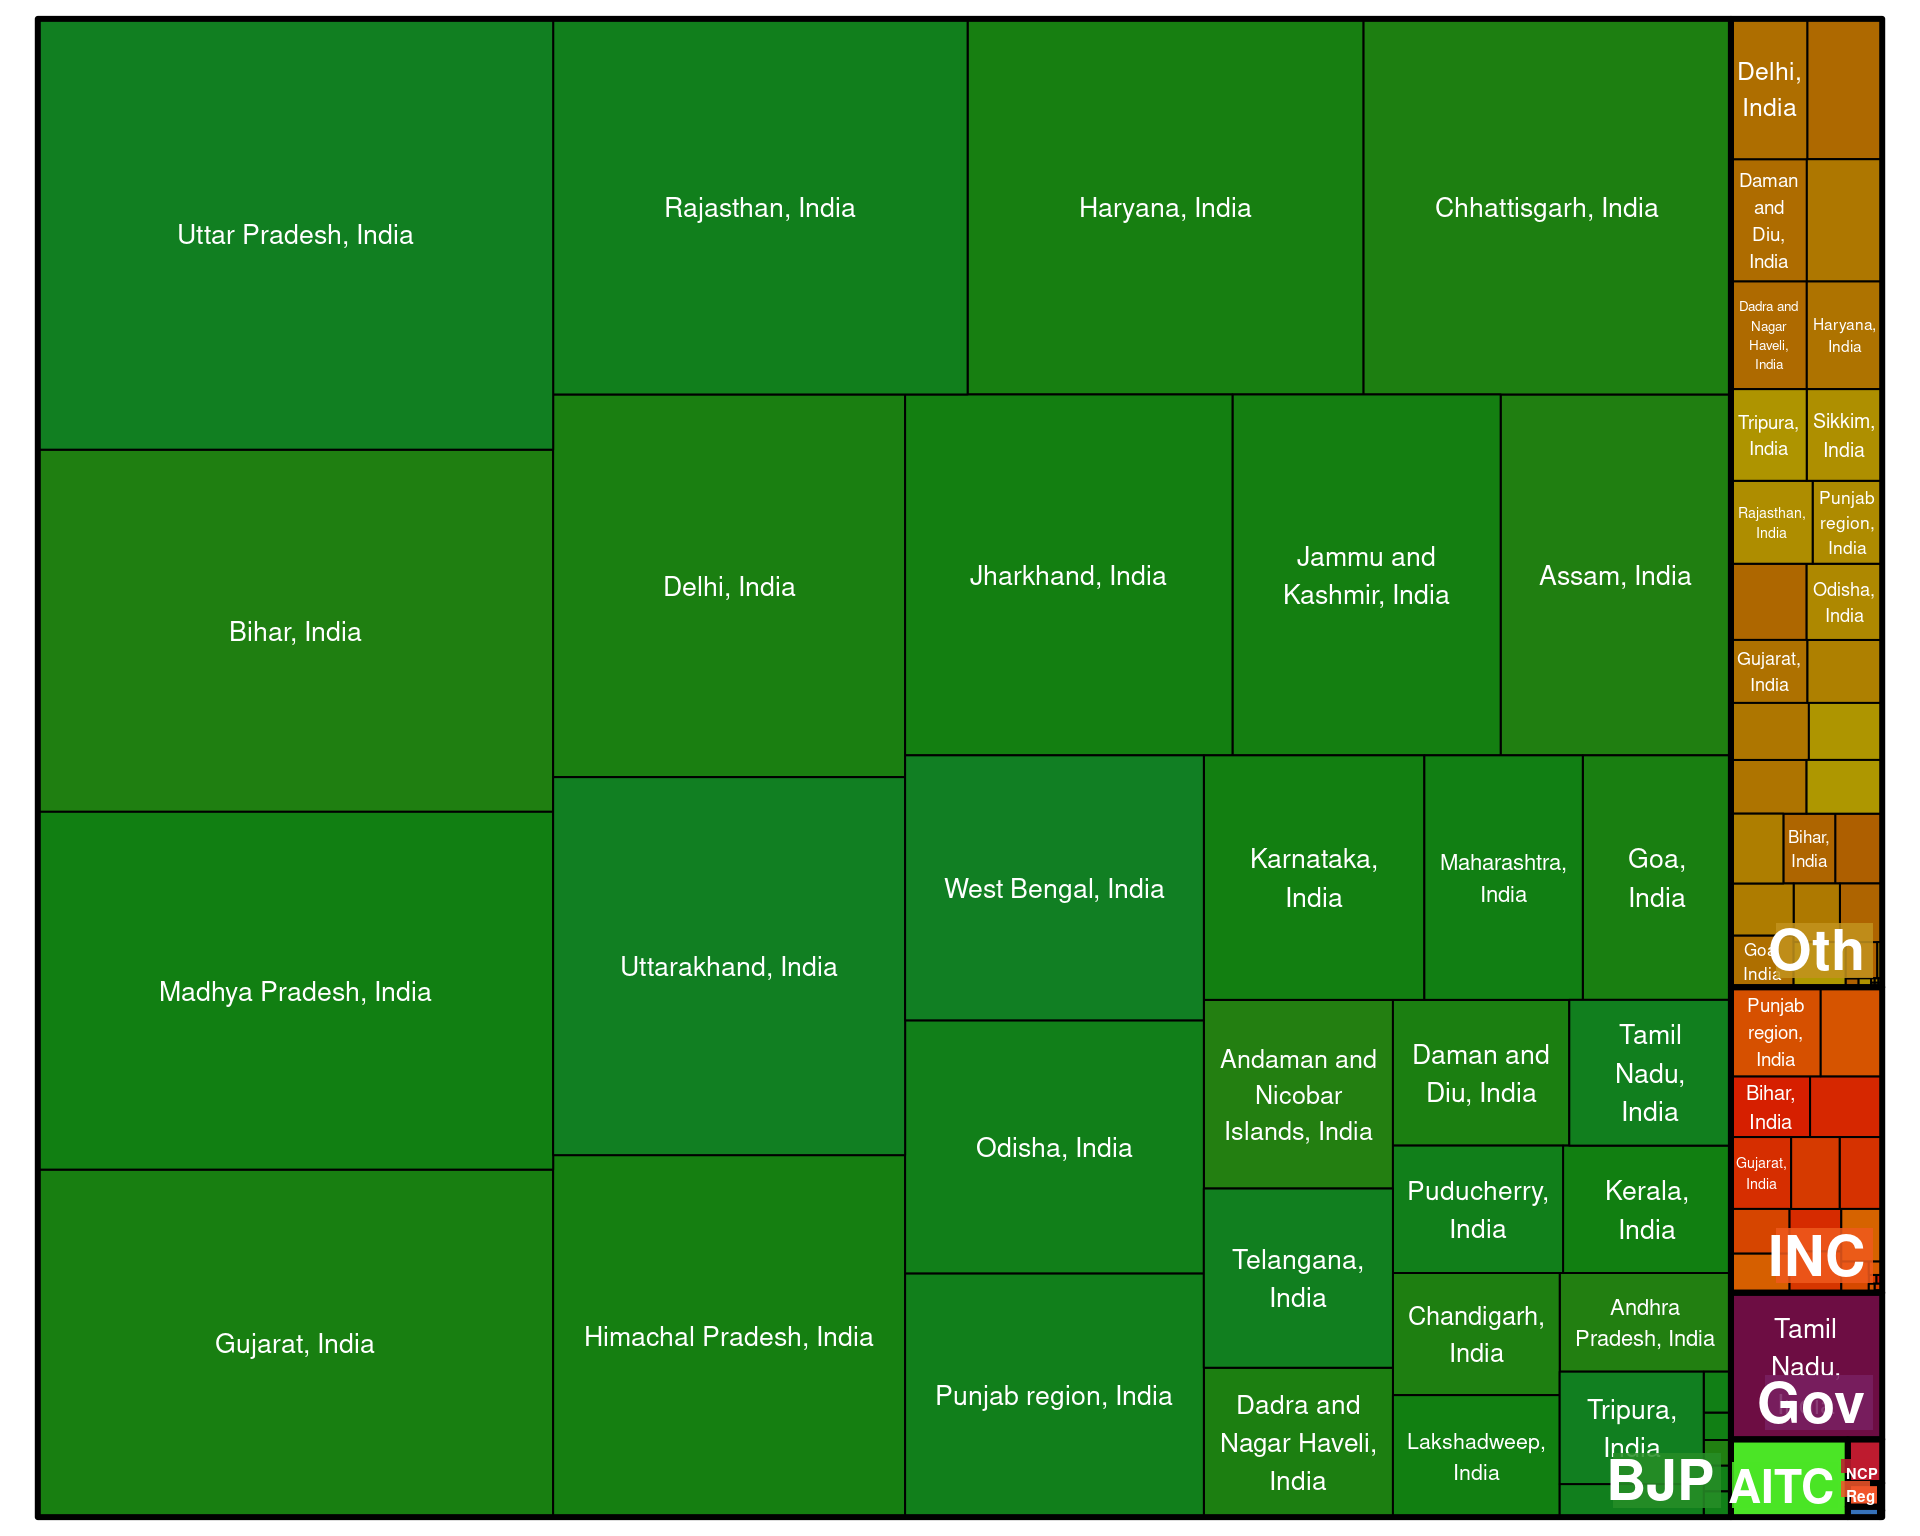 Uttar Pradesh, India
Rajasthan, India
Haryana, India
Chhattisgarh, India
Bihar, India
Delhi, India
Jharkhand, India
Jammu and
Kashmir, India
Assam, India
Madhya Pradesh, India
Uttarakhand, India
West Bengal, India
Karnataka,
India
Maharashtra,
India
Goa,
India
Odisha, India
Andaman and
Nicobar
Islands, India
Daman and
Diu, India
Tamil
Nadu,
India
Gujarat, India
Himachal Pradesh, India
Punjab region, India
Telangana,
India
Puducherry,
India
Kerala,
India
Dadra and
Nagar Haveli,
India
Chandigarh,
India
Andhra
Pradesh, India
Lakshadweep,
India
Tripura,
India
BJP
Delhi,
India
Daman
and
Diu,
India
Dadra and
Nagar
Haveli,
India
Haryana,
India
Tripura,
India
Sikkim,
India
Rajasthan,
India
Punjab
region,
India
Odisha,
India
Gujarat,
India
Bihar,
India
Goa
India
Oth
Punjab
region,
India
Bihar,
India
Gujarat,
India
INC
Tamil
Nadu,
Gov
AITC
NCP
Reg